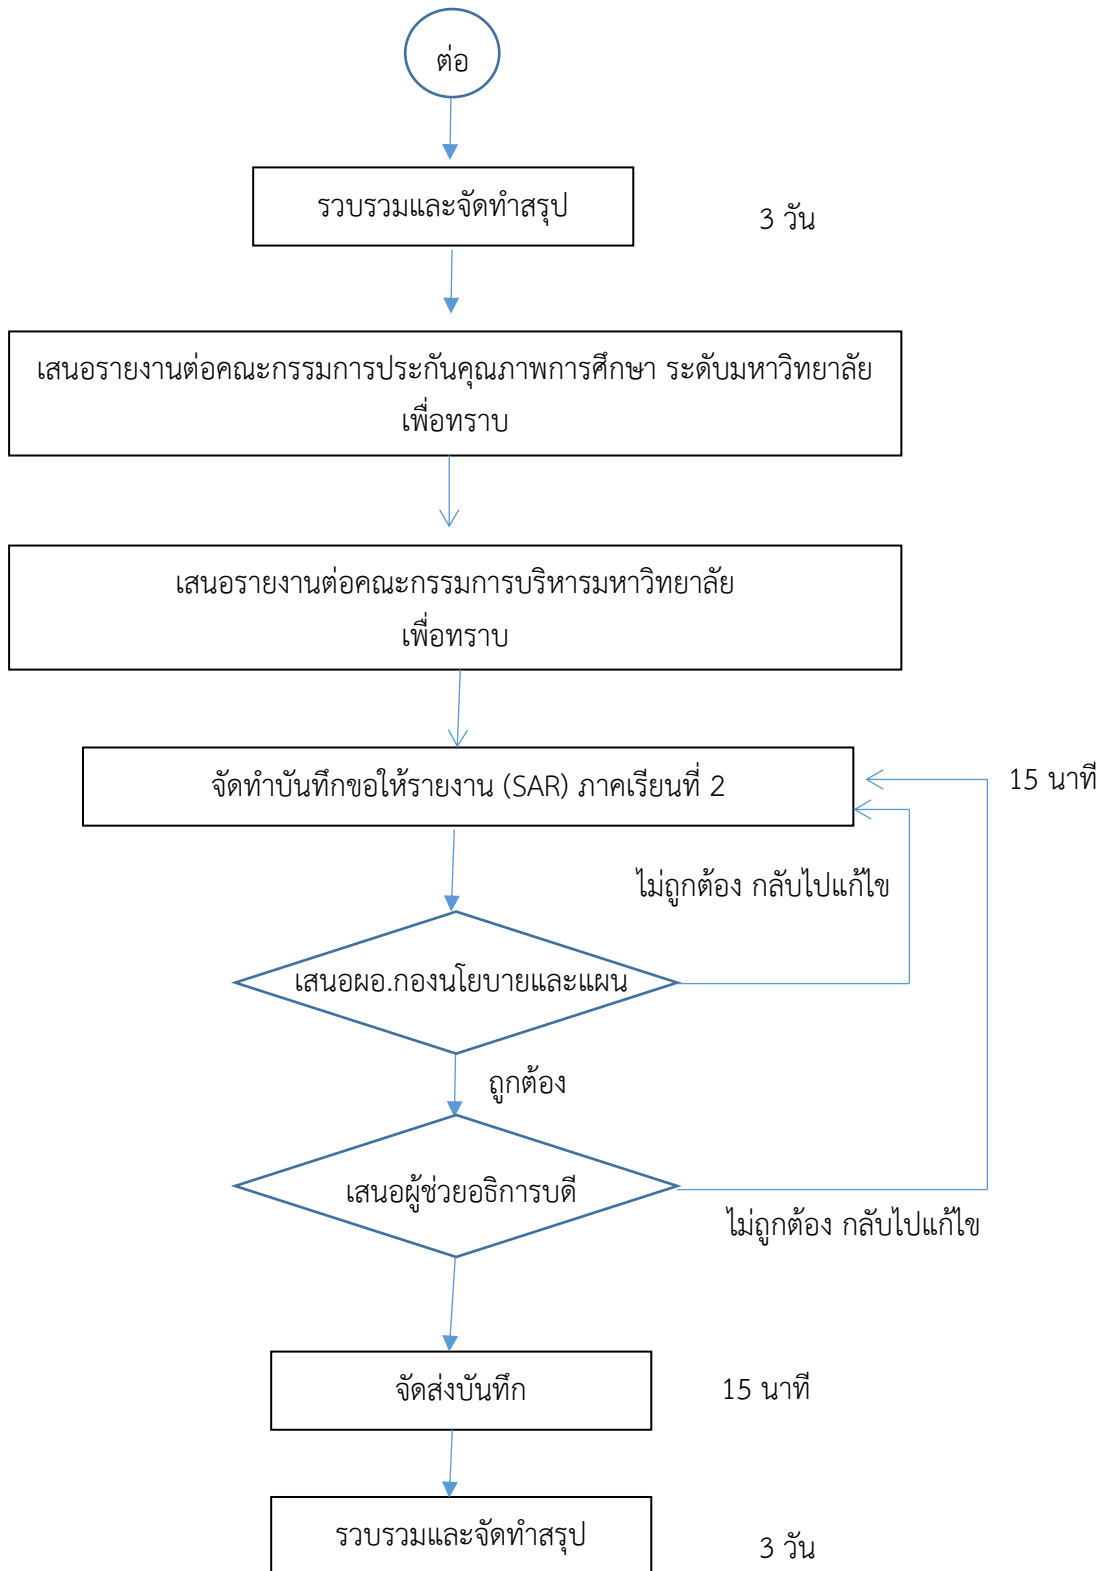 ต่อ
รวบรวมและจัดทำสรุป
3 วัน
เสนอรายงานต่อคณะกรรมการประกันคุณภาพการศึกษา ระดับมหาวิทยาลัย
เพื่อทราบ
เสนอรายงานต่อคณะกรรมการบริหารมหาวิทยาลัย
เพื่อทราบ
จัดทำบันทึกขอให้รายงาน (SAR) ภาคเรียนที่ 2
15 นาที
ไม่ถูกต้อง กลับไปแก้ไข
เสนอผอ.กองนโยบายและแผน
ถูกต้อง
เสนอผู้ช่วยอธิการบดี
ไม่ถูกต้อง กลับไปแก้ไข
จัดส่งบันทึก
15 นาที
รวบรวมและจัดทำสรุป
3 วัน